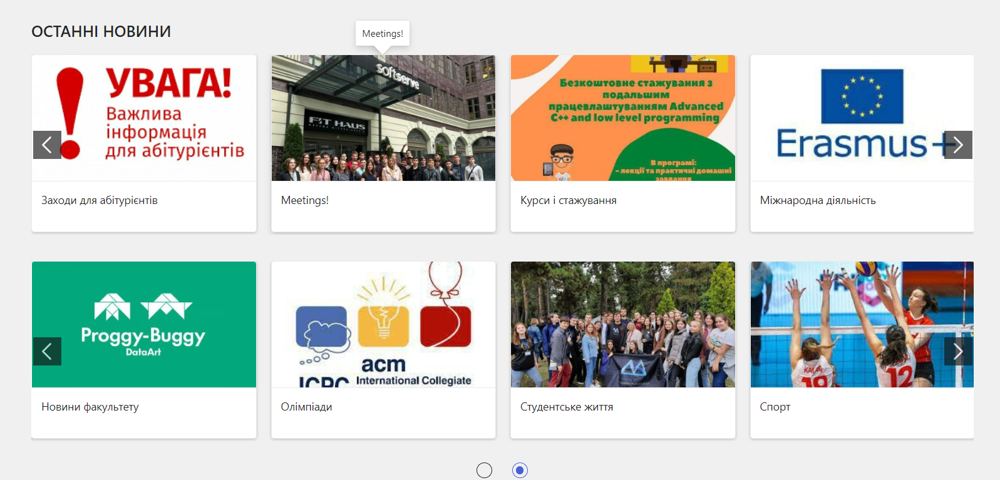 ОСТАННІ НОВИНИ
Meetings!
УВАГА!
Важлива
інформація
для абітурієнтів
softserve
FIT HAUS
Безкоштовне стажування з
подальшим
працевлаштуванням Advanced
C++ and low level programming
В програмі:
- лекції та практичні домашні
завдання
Erasmus+
Заходи для абітурієнтів
Meetings!
Курси і стажування
Міжнародна діяльність
Proggy-Buggy
DataArt
acm
ICPC International Collegiate
19
12
Новини факультету
Олімпіади
Студентське життя
Спорт